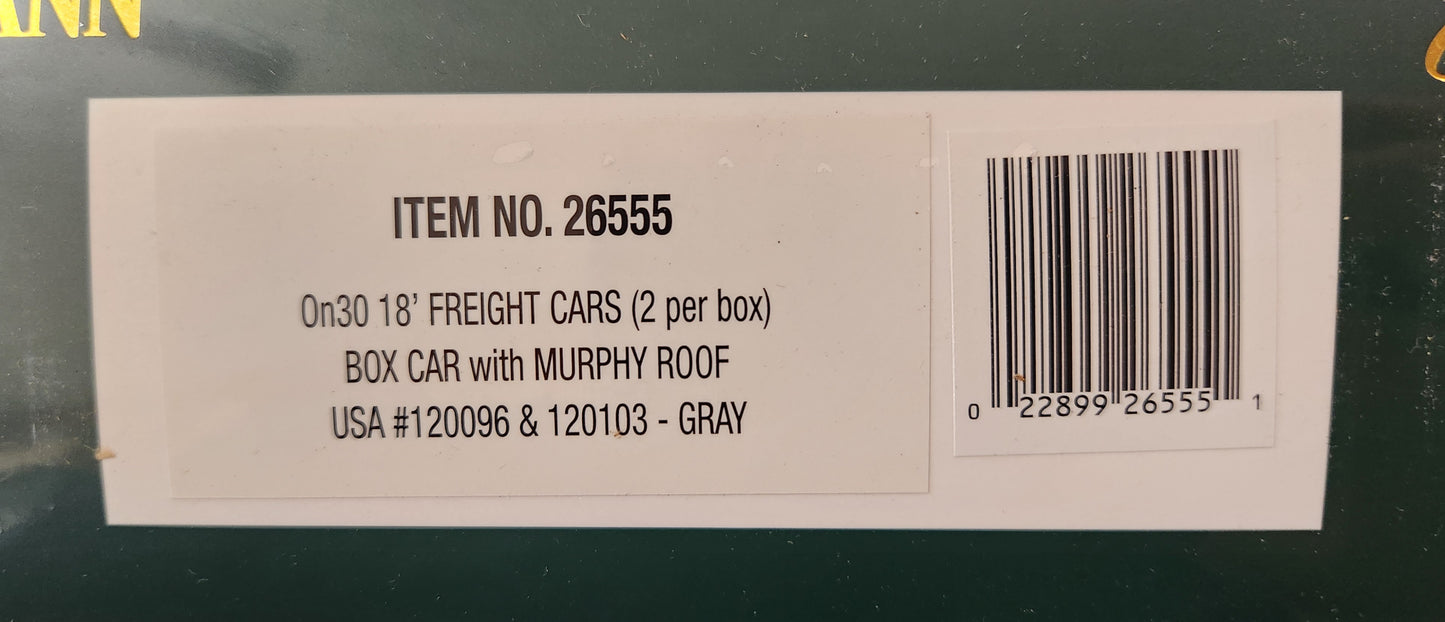 ANN
ITEM NO. 26555
On30 18’ FREIGHT CARS (2 per box)
BOX CAR with MURPHY ROOF
USA #120096 & 120103 - GRAY
0 22899 26555 1